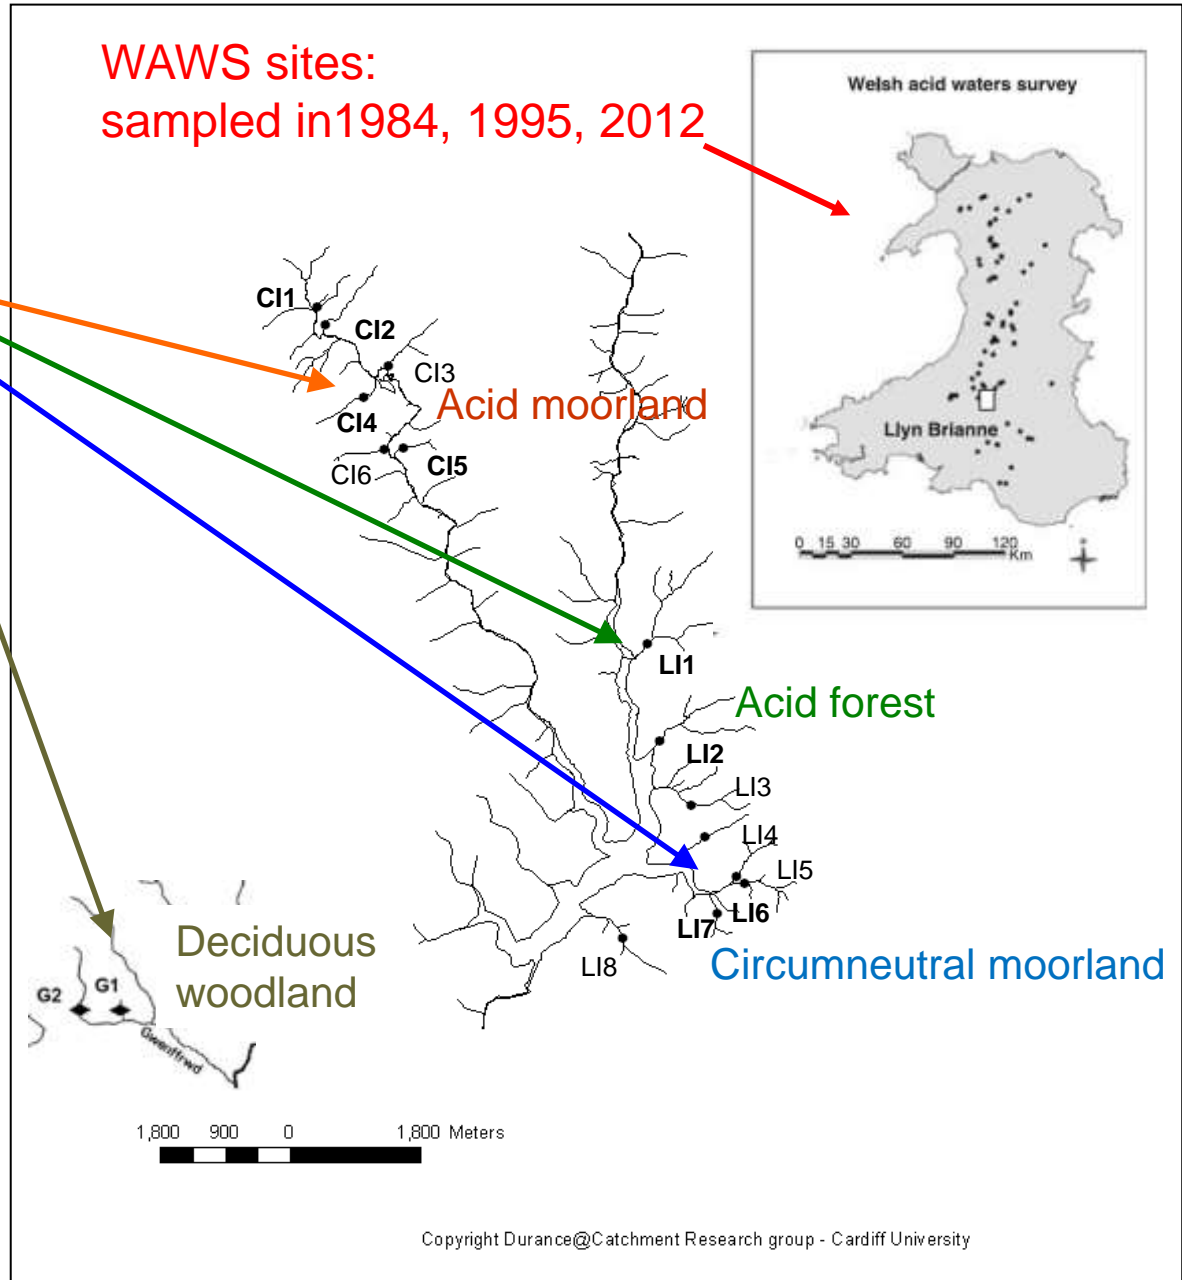 WAWS sites:
sampled in1984, 1995, 2012
Welsh acid waters survey
Llyn Brianne
0 15 30 60 90 120
Km
CI1
CI2
CI3
Acid moorland
CI4
CI6
CI5
LI1
Acid forest
LI2
LI3
LI4
LI5
LI6
LI7
LI8
Circumneutral moorland
Deciduous
woodland
G2
G1
Gwenffrwd
1,800 900 0 1,800 Meters
Copyright Durance@Catchment Research group - Cardiff University